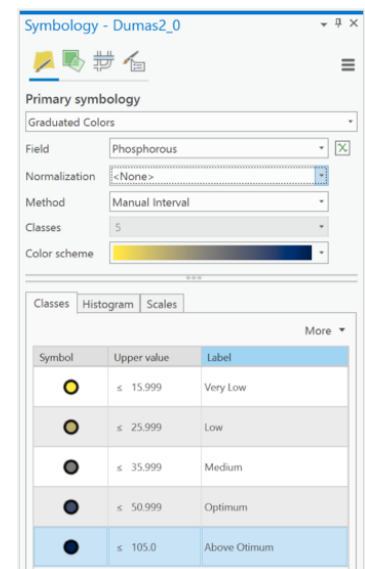 Symbology - Dumas2_0
Primary symbology
Graduated Colors
Field Phosphorous
Normalization <None>
Method Manual Interval
Classes 5
Color scheme
Classes Histogram Scales
More
Symbol Upper value Label
≤ 15.999 Very Low
≤ 25.999 Low
≤ 35.999 Medium
≤ 50.999 Optimum
≤ 105.0 Above Otimum